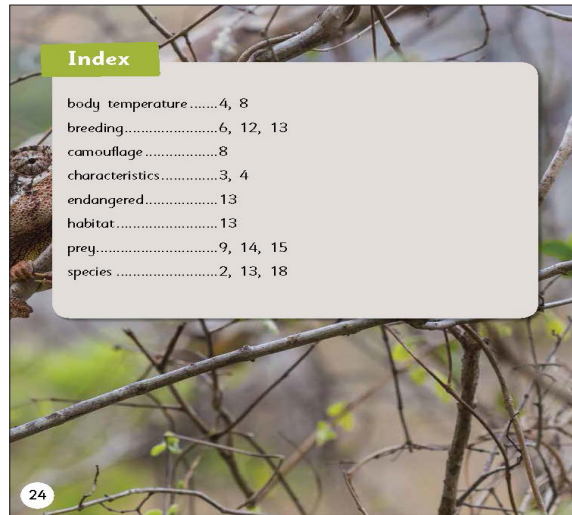 Index
body temperature.......4, 8
breeding.......................6, 12, 13
camouflage..................8
characteristics..............3, 4
endangered..................13
habitat.........................13
prey..............................9, 14, 15
species.........................2, 13, 18
24